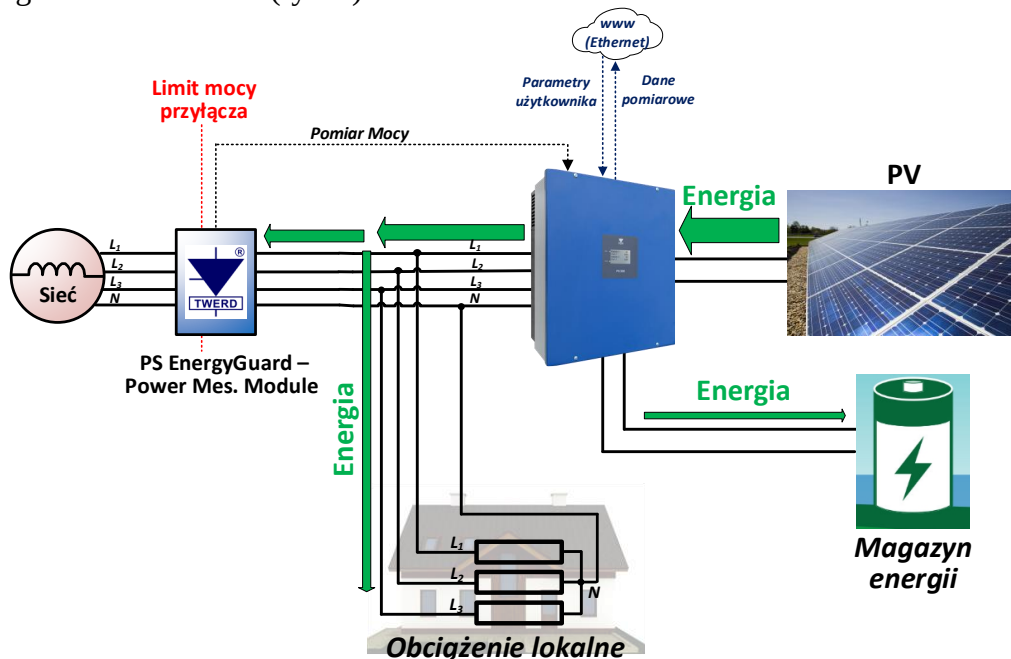 www
(Ethernet)
Limit mocy
przyłącza
Parametry
użytkownika
Dane
pomiarowe
Pomiar Mocy
PV
Energia
L1
L2
L3
N
Sieć
®
TWERD
L1
L2
L3
N
PS EnergyGuard –
Power Mes. Module
Energia
Energia
L1
L2
L3
N
Magazyn
energii
Obciążenie lokalne